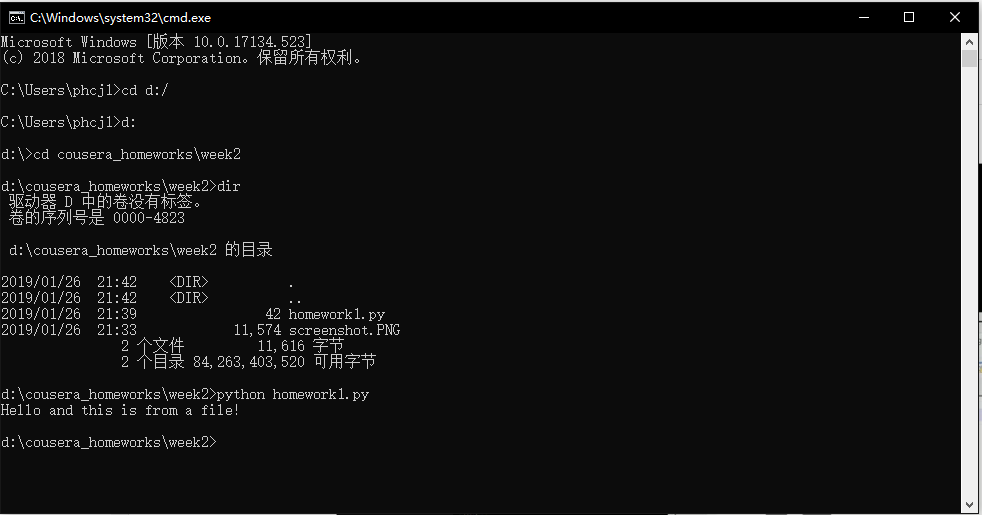 C:\Windows\system32\cmd.exe
Microsoft Windows [版本 10.0.17134.523]
(c) 2018 Microsoft Corporation。保留所有权利。
C:\Users\phcjl>cd d:/
C:\Users\phcjl>d:
d:\>cd cousera_homeworks\week2
d:\cousera_homeworks\week2>dir
驱动器 D 中的卷没有标签。
卷的序列号是 0000-4823
d:\cousera_homeworks\week2 的目录
2019/01/26  21:42    <DIR>          .
2019/01/26  21:42    <DIR>          ..
2019/01/26  21:39                42 homework1.py
2019/01/26  21:33            11,574 screenshot.PNG
2 个文件         11,616 字节
2 个目录 84,263,403,520 可用字节
d:\cousera_homeworks\week2>python homework1.py
Hello and this is from a file!
d:\cousera_homeworks\week2>